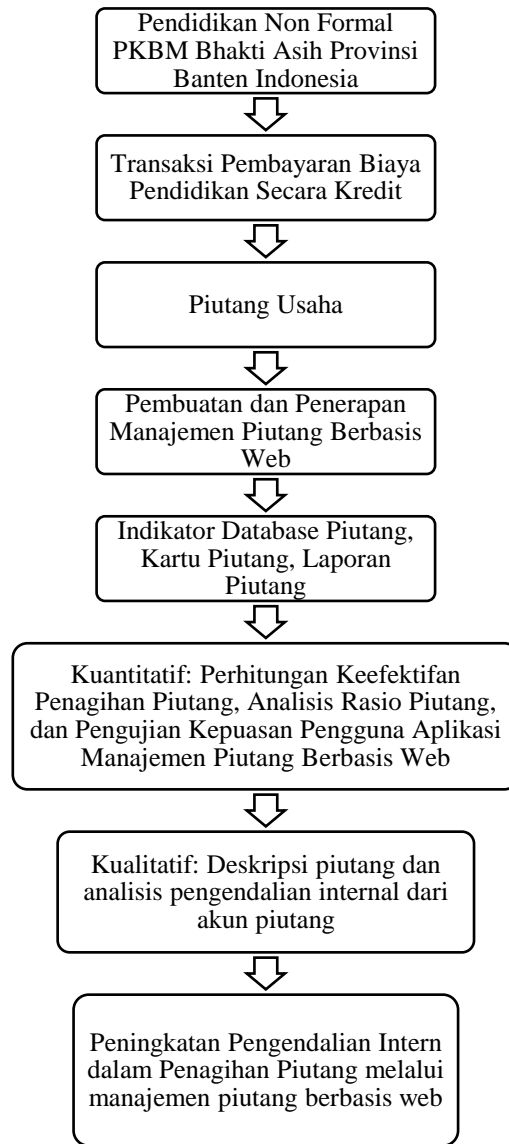 Pendidikan Non Formal
PKBM Bhakti Asih Provinsi
Banten Indonesia
Transaksi Pembayaran Biaya
Pendidikan Secara Kredit
Piutang Usaha
Pembuatan dan Penerapan
Manajemen Piutang Berbasis
Web
Indikator Database Piutang,
Kartu Piutang, Laporan
Piutang
Kuantitatif: Perhitungan Keefektifan
Penagihan Piutang, Analisis Rasio Piutang,
dan Pengujian Kepuasan Pengguna Aplikasi
Manajemen Piutang Berbasis Web
Kualitatif: Deskripsi piutang dan
analisis pengendalian internal dari
akun piutang
Peningkatan Pengendalian Intern
dalam Penagihan Piutang melalui
manajemen piutang berbasis web